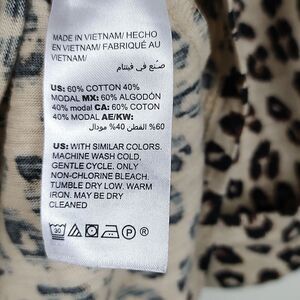 MADE IN VIETNAM/ HECHO
EN VIETNAM/ FABRIQUÉ AU
VIETNAM/
صنع في فيتنام
US: 60% COTTON 40%
MODAL MX: 60% ALGODÓN
40% modal CA: 60% COTON
40% MODAL AE/KW:
60% القطن 40% مودال
US: WITH SIMILAR COLORS.
MACHINE WASH COLD,
GENTLE CYCLE. ONLY
NON-CHLORINE BLEACH.
TUMBLE DRY LOW. WARM
IRON. MAY BE DRY
CLEANED
30
P